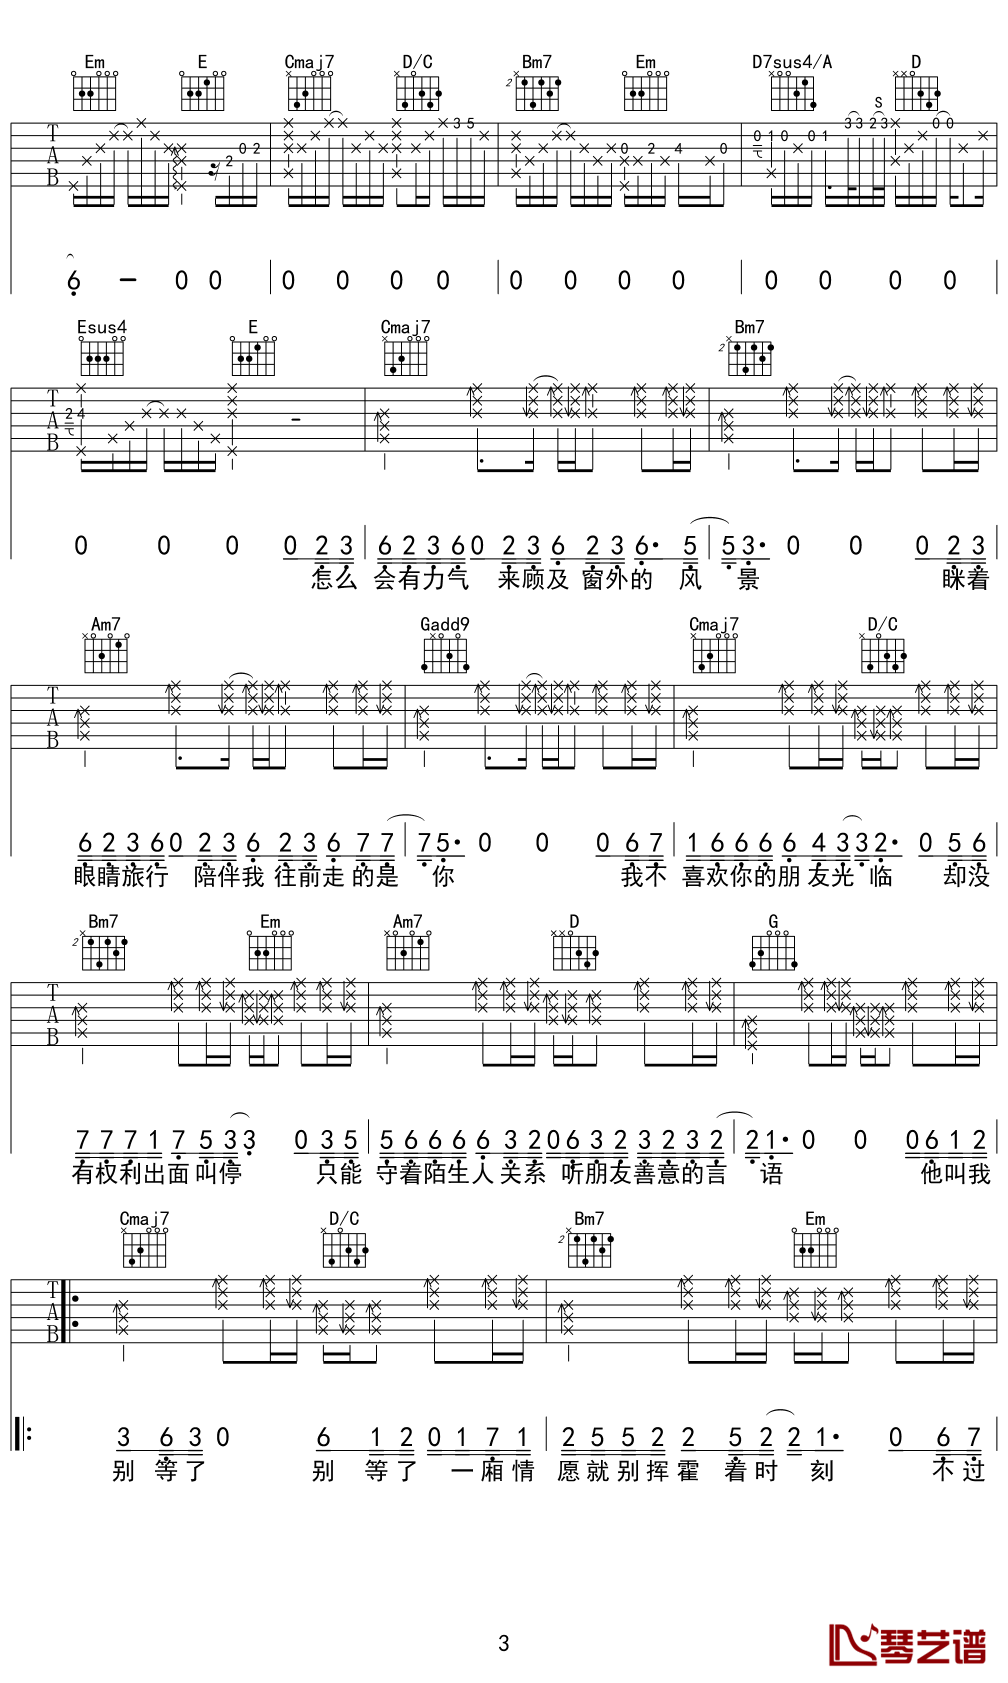 Em E Cmaj7 D/C Bm7 Em D7sus4/A D
S
T A B 2 0 2 3 5 0 2 4 0 0 1 0 0 1 3 3 2 3 0 0
6 — 0 0 0 0 0 0 0 0 0 0 0 0 0 0
Esus4 E Cmaj7 Bm7
T A B 2 4
0 0 0 0 2 3 6 2 3 6 0 2 3 6 2 3 6· 5 5 3· 0 0 0 2 3
怎么 会有力气 来顾及 窗外的 风 景 眯着
Am7 Gadd9 Cmaj7 D/C
T A B
6 2 3 6 0 2 3 6 2 3 6 7 7 7 5· 0 0 0 6 7 1 6 6 6 6 4 3 3 2· 0 5 6
眼睛旅行 陪伴我 往前走 的是 你 我不 喜欢你的朋友光临 却没
Bm7 Em Am7 D G
T A B
7 7 7 1 7 5 3 3 0 3 5 5 6 6 6 6 3 2 0 6 3 2 3 2 3 2 2 1· 0 0 0 6 1 2
有权利出面叫停 只能 守着陌生人关系 听朋友善意的言 语 他叫我
Cmaj7 D/C Bm7 Em
T A B
3 6 3 0 6 1 2 0 1 7 1 2 5 5 2 2 5 2 2 1· 0 6 7
别 等了 别 等了 一厢情 愿就别挥霍 着时 刻 不过
3
琴艺谱